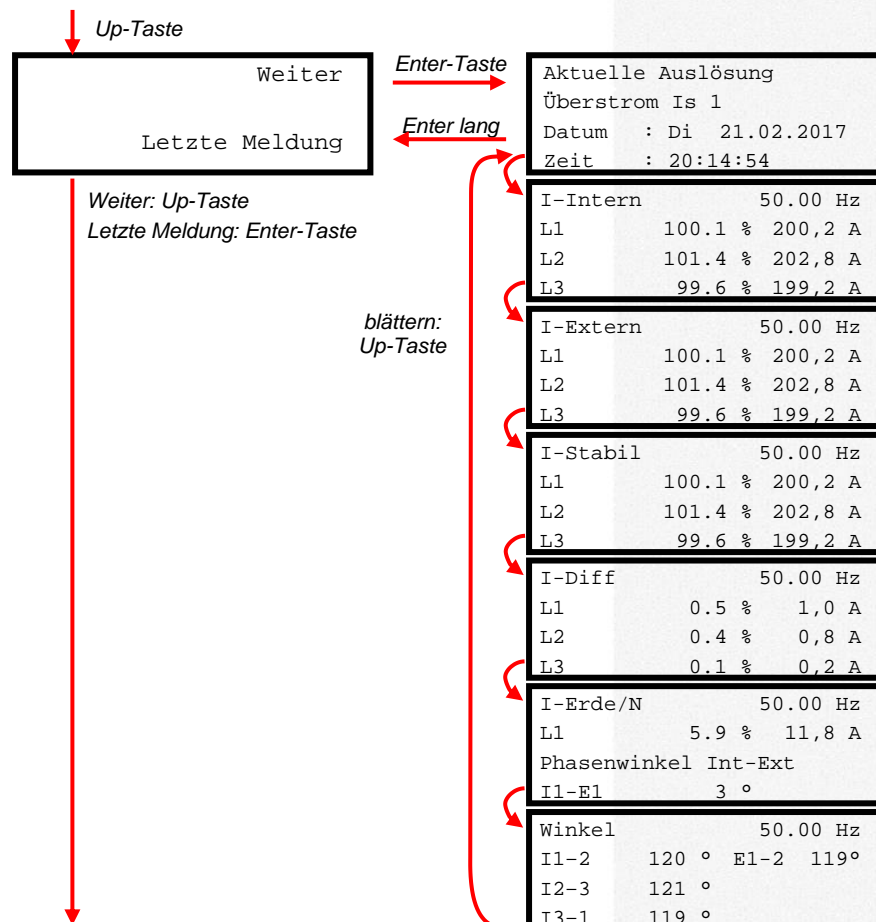 Up-Taste
Weiter
Letzte Meldung
Enter-Taste
Enter lang
Weiter: Up-Taste
Letzte Meldung: Enter-Taste
blättern:
Up-Taste
Aktuelle Auslösung
Überstrom Is 1
Datum : Di 21.02.2017
Zeit : 20:14:54
I-Intern 50.00 Hz
L1 100.1 % 200,2 A
L2 101.4 % 202,8 A
L3 99.6 % 199,2 A
I-Extern 50.00 Hz
L1 100.1 % 200,2 A
L2 101.4 % 202,8 A
L3 99.6 % 199,2 A
I-Stabil 50.00 Hz
L1 100.1 % 200,2 A
L2 101.4 % 202,8 A
L3 99.6 % 199,2 A
I-Diff 50.00 Hz
L1 0.5 % 1,0 A
L2 0.4 % 0,8 A
L3 0.1 % 0,2 A
I-Erde/N 50.00 Hz
L1 5.9 % 11,8 A
Phasenwinkel Int-Ext
I1-E1 3 °
Winkel 50.00 Hz
I1-2 120 ° E1-2 119°
I2-3 121 °
I3-1 119 °